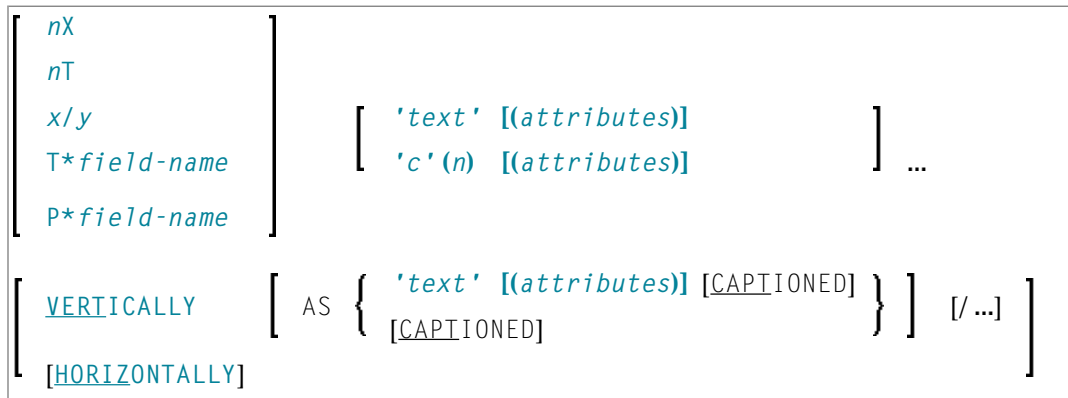 nX
nT
x/y
'text' [(attributes)]
T*field-name
'c' (n) [(attributes)] ...
P*field-name
'text' [(attributes)] [CAPTIONED]
VERTICALLY [ AS { } ] [/ ...]
[CAPTIONED]
[HORIZONTALLY]